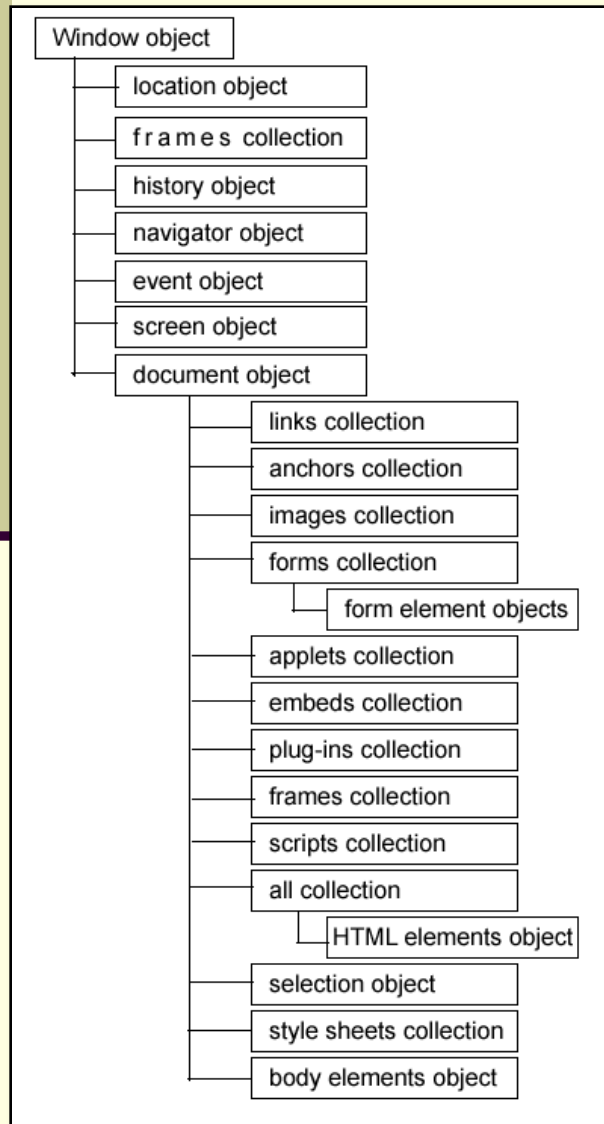 Window object
location object
frames collection
history object
navigator object
event object
screen object
document object
links collection
anchors collection
images collection
forms collection
form element objects
applets collection
embeds collection
plug-ins collection
frames collection
scripts collection
all collection
HTML elements object
selection object
style sheets collection
body elements object